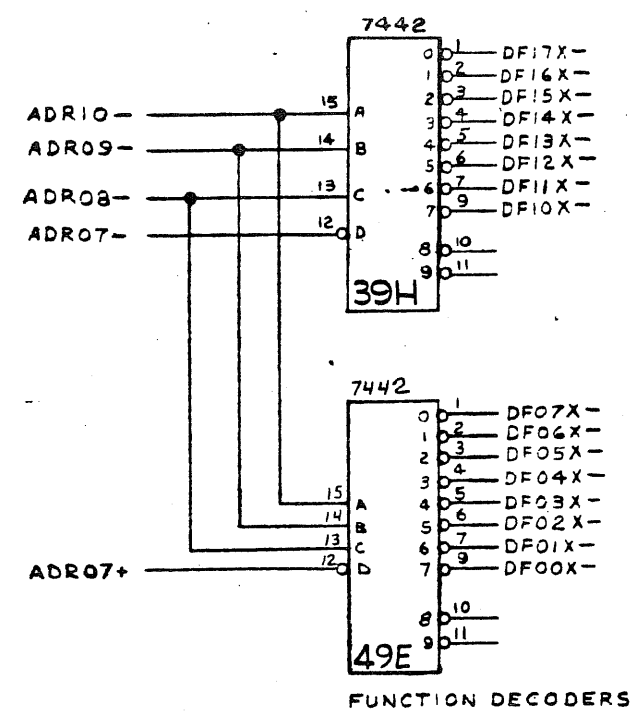 7442
0 1 DF17X-
1 2 DF16X-
ADR10- 15 A 2 3 DF15X-
3 4 DF14X-
ADR09- 14 B 4 5 DF13X-
5 6 DF12X-
ADR08- 13 C 6 7 DF11X-
7 9 DF10X-
ADR07- 12 D
8 10
9 11
39H
7442
0 1 DF07X-
1 2 DF06X-
2 3 DF05X-
3 4 DF04X-
15 A 4 5 DF03X-
14 B 5 6 DF02X-
13 C 6 7 DF01X-
ADR07+ 12 D 7 9 DF00X-
8 10
9 11
49E
FUNCTION DECODERS